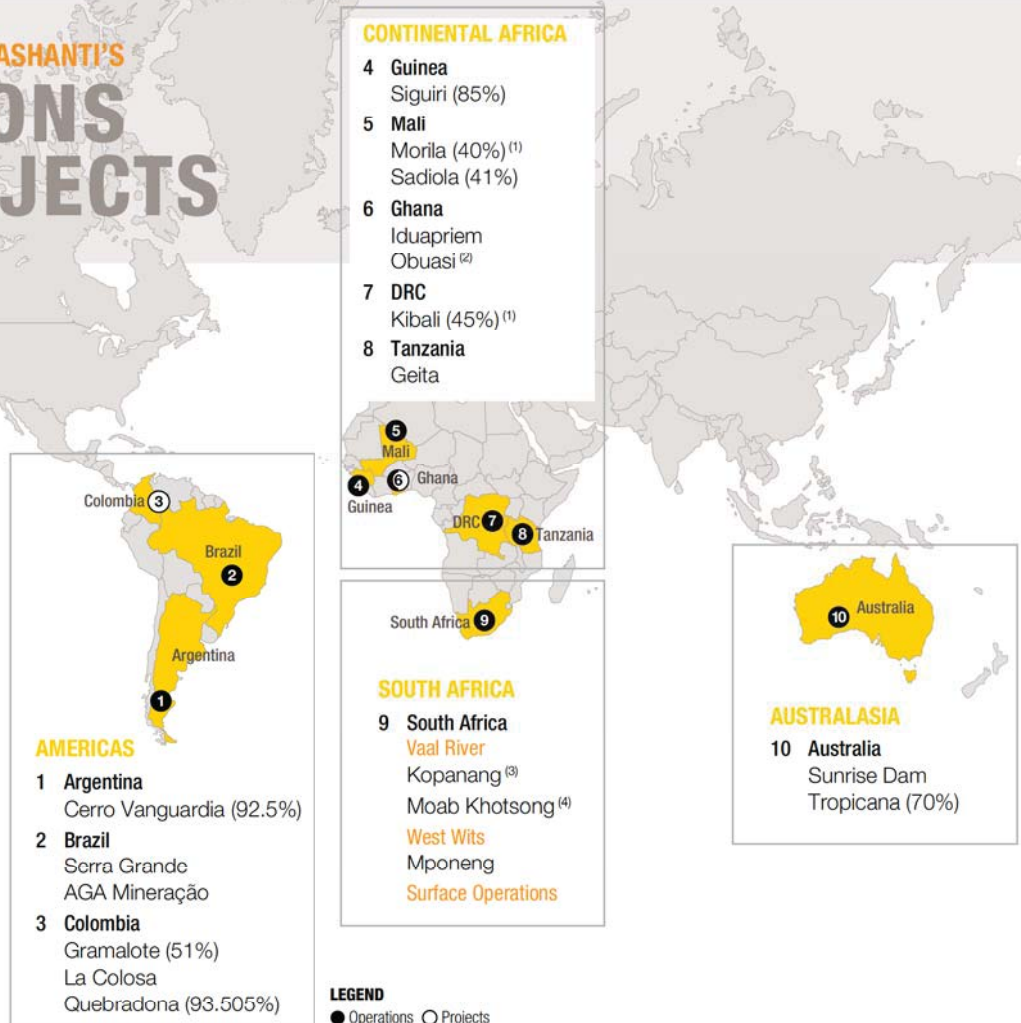 ASHANTI'S
ONS
JECTS
CONTINENTAL AFRICA
4 Guinea
Siguiri (85%)
5 Mali
Morila (40%) (1)
Sadiola (41%)
6 Ghana
Iduapriem
Obuasi (2)
7 DRC
Kibali (45%) (1)
8 Tanzania
Geita
5
Mali
4
Guinea
6 Ghana
DRC 7
8 Tanzania
Colombia 3
Brazil
2
Argentina
1
South Africa 9
10 Australia
AMERICAS
1 Argentina
Cerro Vanguardia (92.5%)
2 Brazil
Serra Grande
AGA Mineração
3 Colombia
Gramalote (51%)
La Colosa
Quebradona (93.505%)
SOUTH AFRICA
9 South Africa
Vaal River
Kopanang (3)
Moab Khotsong (4)
West Wits
Mponeng
Surface Operations
AUSTRALASIA
10 Australia
Sunrise Dam
Tropicana (70%)
LEGEND
Operations Projects